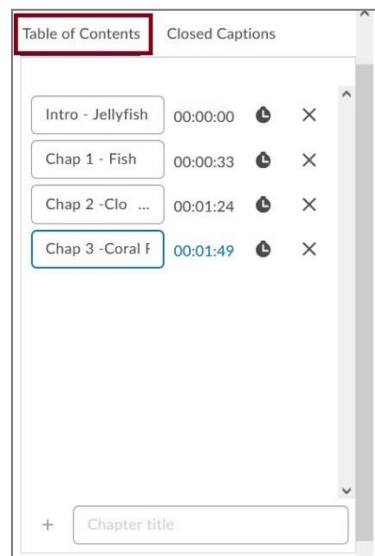 Table of Contents Closed Captions
Intro - Jellyfish 00:00:00
Chap 1 - Fish 00:00:33
Chap 2 -Clo ... 00:01:24
Chap 3 -Coral 00:01:49
+ Chapter title